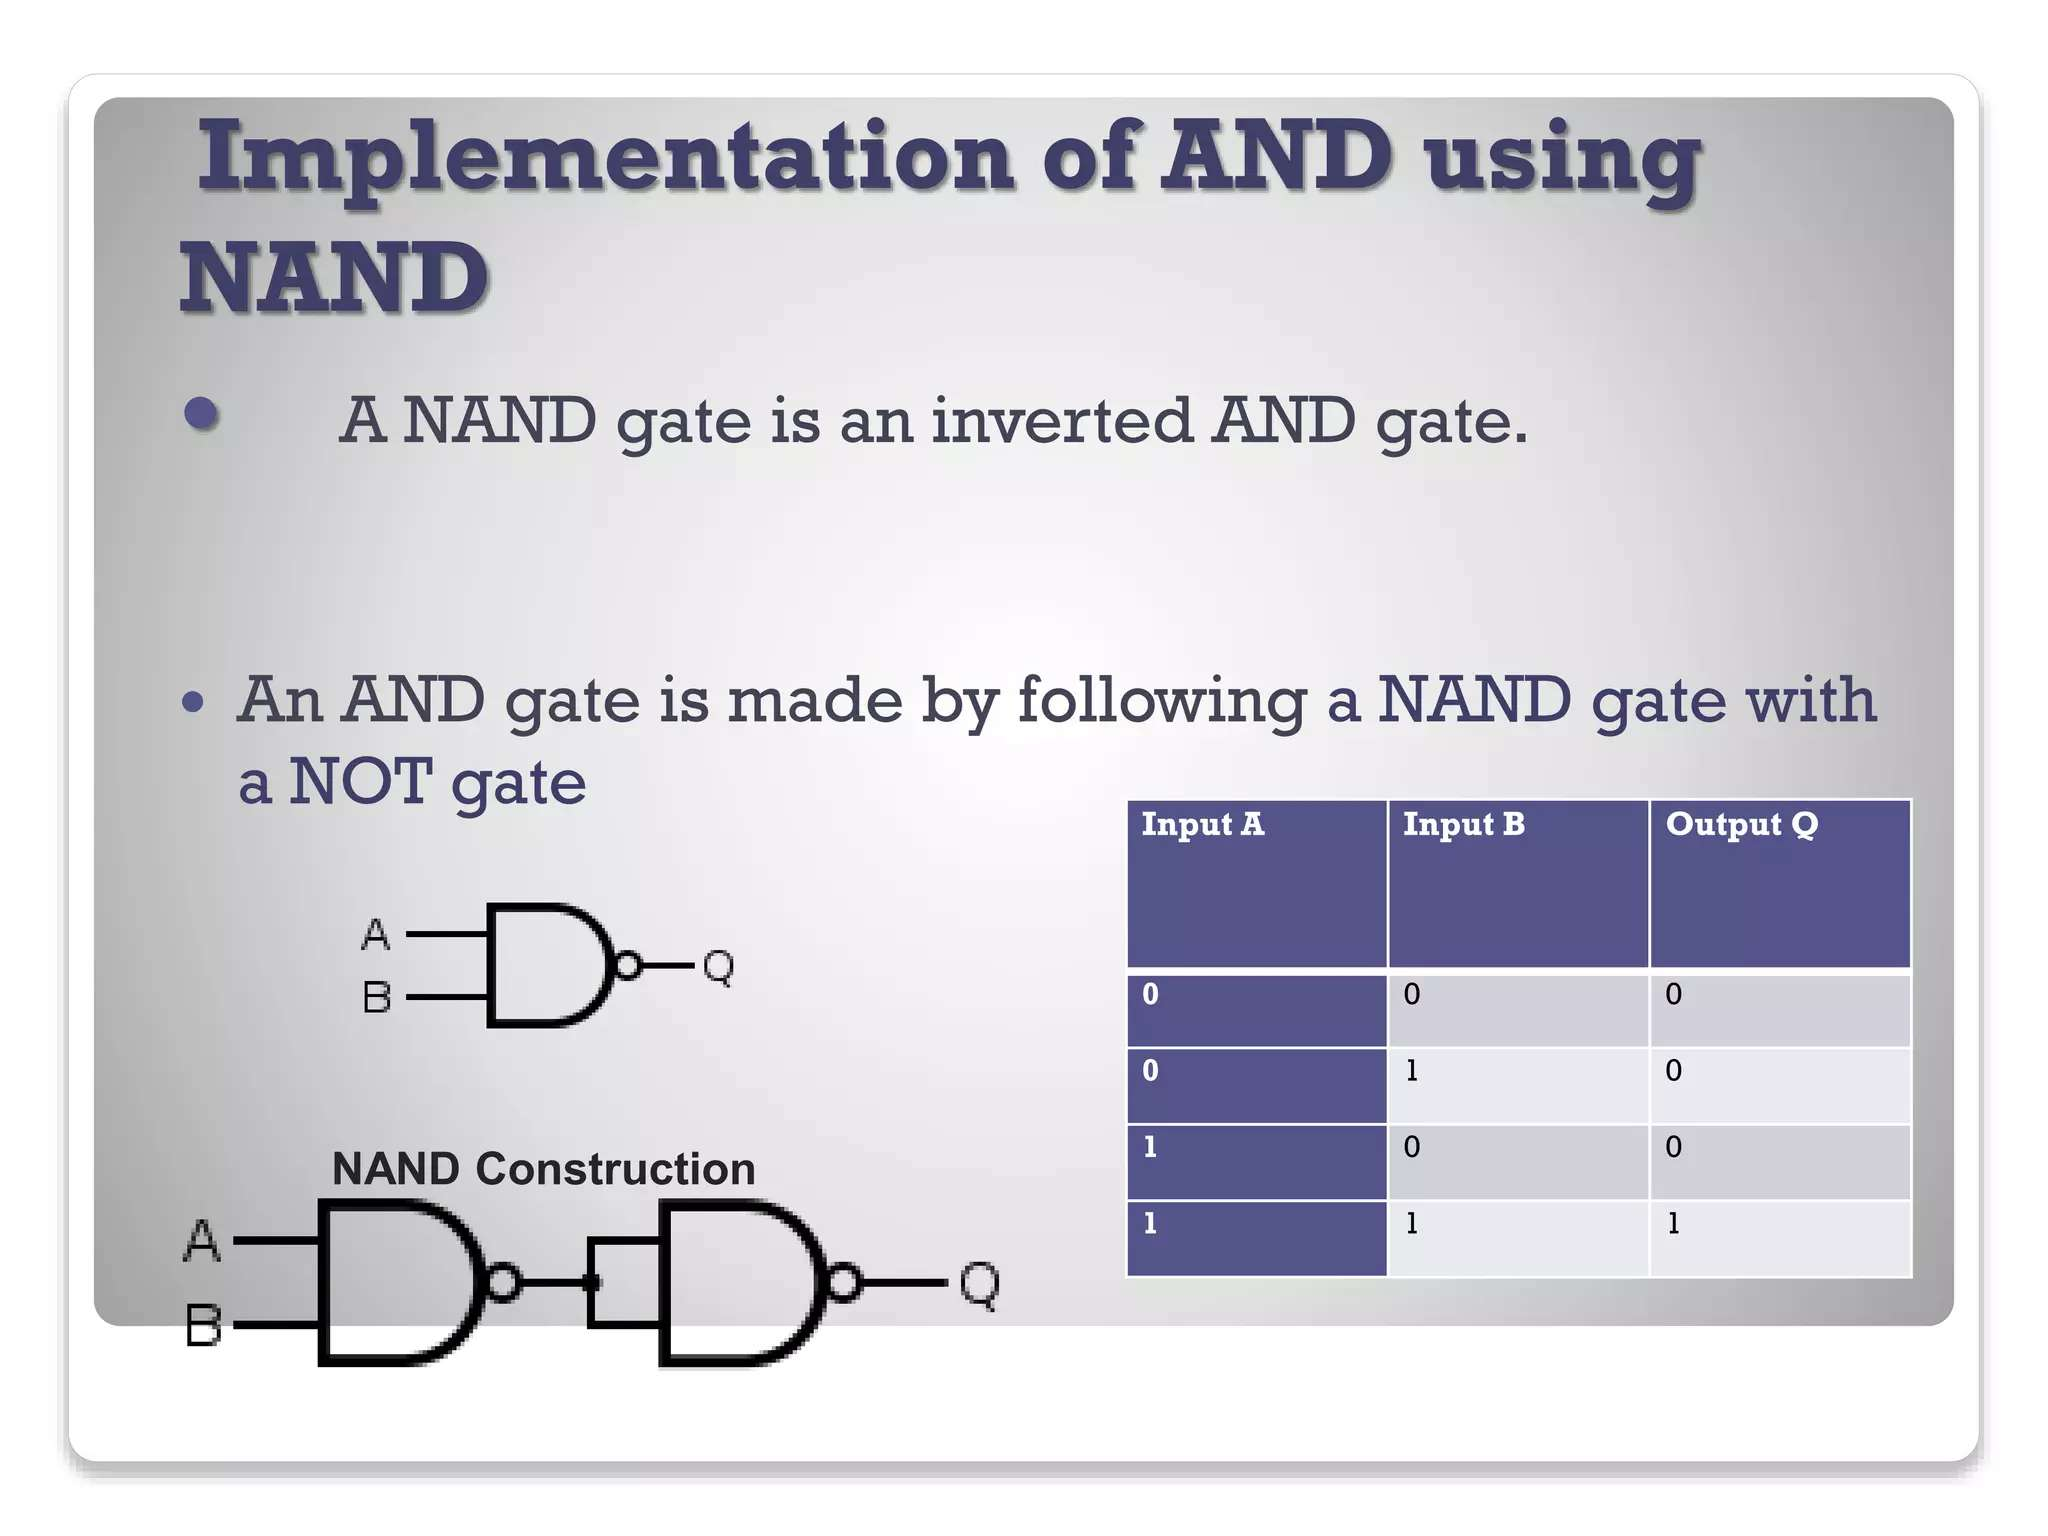 Implementation of AND using
NAND
• A NAND gate is an inverted AND gate.
• An AND gate is made by following a NAND gate with
a NOT gate
Input A Input B Output Q
0 0 0
0 1 0
1 0 0
1 1 1
A
B
Q
NAND Construction
A
B
Q